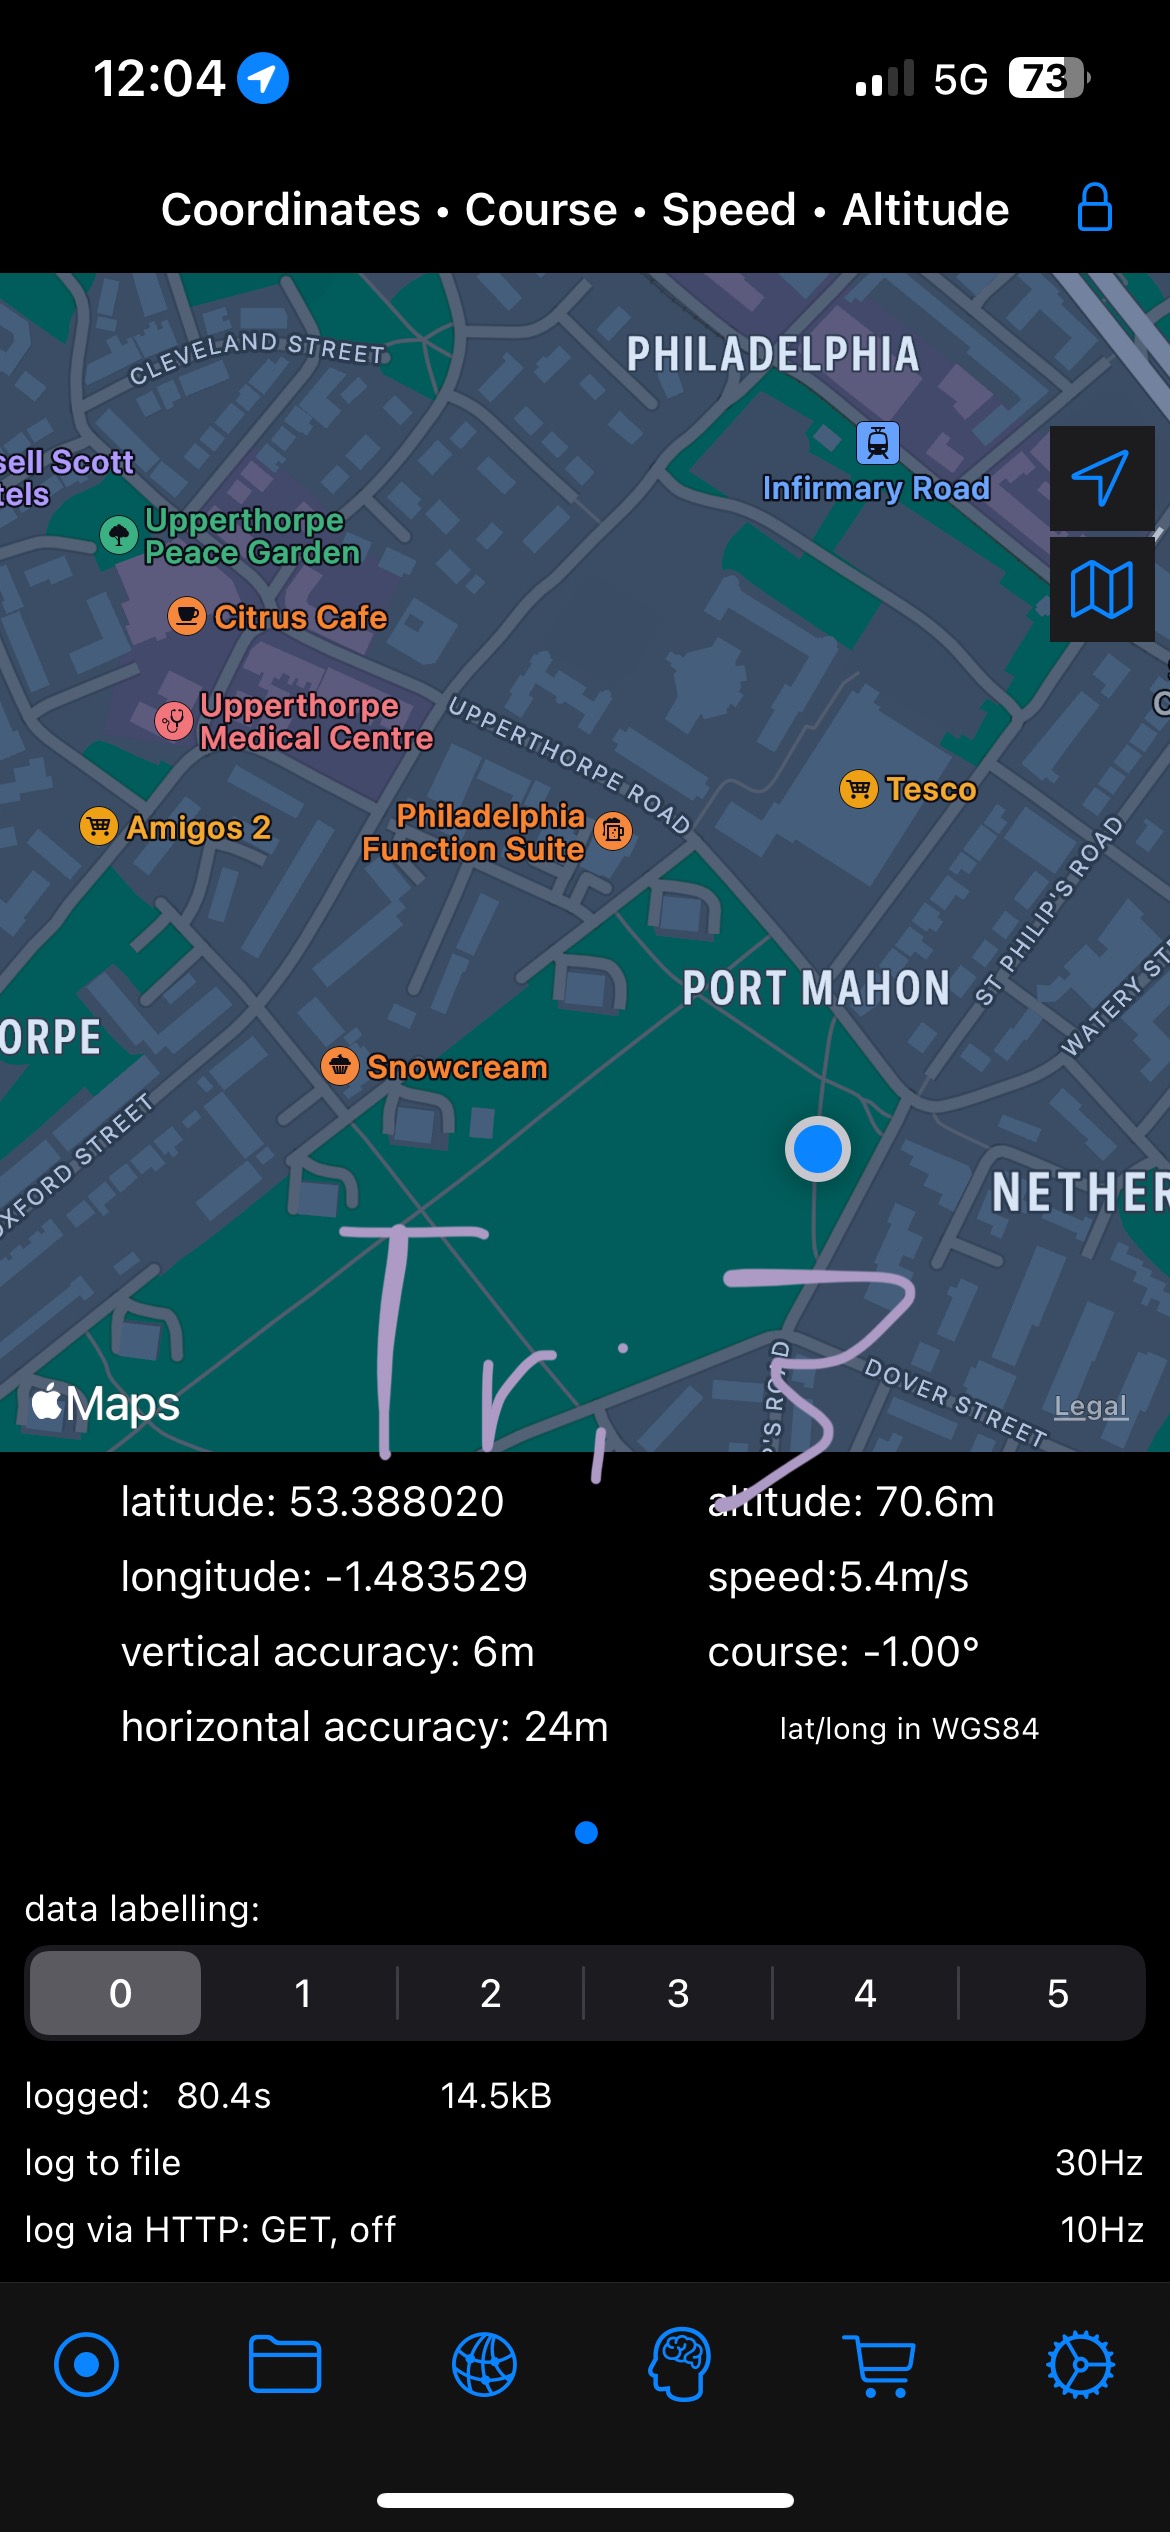 12:04
5G
73
Coordinates • Course • Speed • Altitude
CLEVELAND STREET
PHILADELPHIA
sell Scott
tels
Infirmary Road
Upperthorpe
Peace Garden
Citrus Cafe
C
Upperthorpe
Medical Centre
UPPERTHORPE ROAD
Tesco
Amigos 2
Philadelphia
Function Suite
ST PHILIP'S ROAD
PORT MAHON
WATERY ST
ORPE
Snowcream
OXFORD STREET
NETHER
Tri 3
P'S ROAD
DOVER STREET
Maps
Legal
latitude: 53.388020
altitude: 70.6m
longitude: -1.483529
speed:5.4m/s
vertical accuracy: 6m
course: -1.00°
horizontal accuracy: 24m
lat/long in WGS84
data labelling:
0 1 2 3 4 5
logged: 80.4s 14.5kB
log to file 30Hz
log via HTTP: GET, off 10Hz